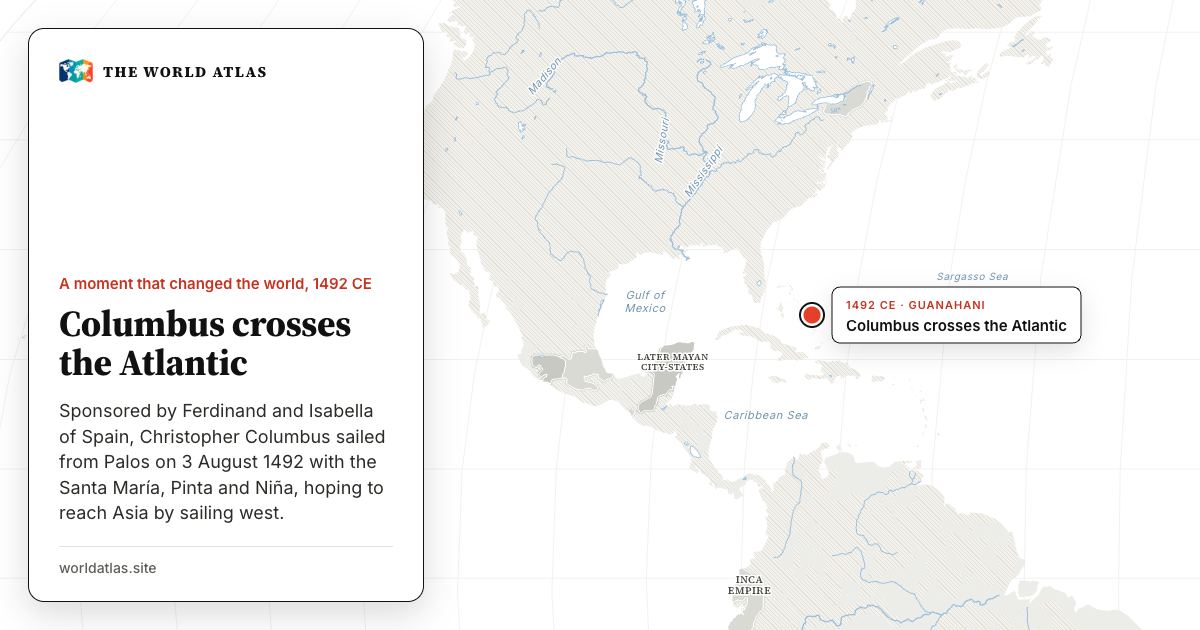 THE WORLD ATLAS
A moment that changed the world, 1492 CE
Columbus crosses
the Atlantic
Sponsored by Ferdinand and Isabella
of Spain, Christopher Columbus sailed
from Palos on 3 August 1492 with the
Santa María, Pinta and Niña, hoping to
reach Asia by sailing west.
worldatlas.site
Madison
Missouri
Mississippi
Gulf of
Mexico
Sargasso Sea
1492 CE · GUANAHANI
Columbus crosses the Atlantic
LATER MAYAN
CITY-STATES
Caribbean Sea
INCA
EMPIRE